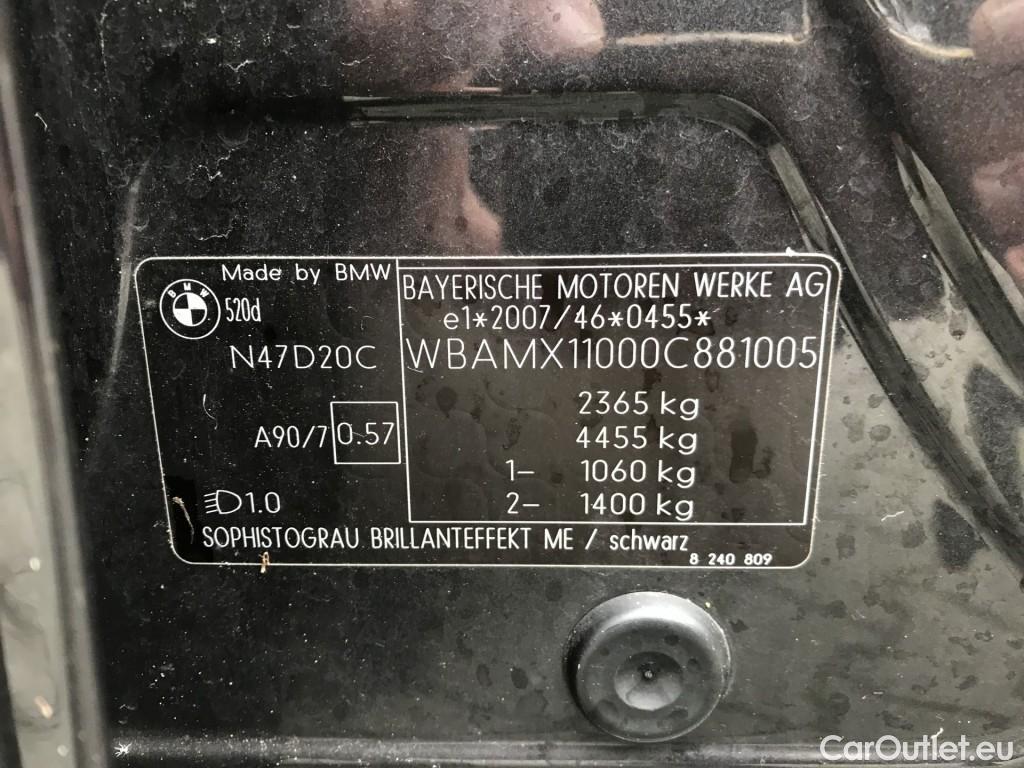 Made by BMW
BMW
520d
N47D20C
A90/7 0.57
1.0
BAYERISCHE MOTOREN WERKE AG
e1*2007/46*0455*
WBAMX11000C881005
2365 kg
4455 kg
1- 1060 kg
2- 1400 kg
SOPHISTOGRAU BRILLANTEFFEKT ME / schwarz
8 240 809
CarOutlet.eu